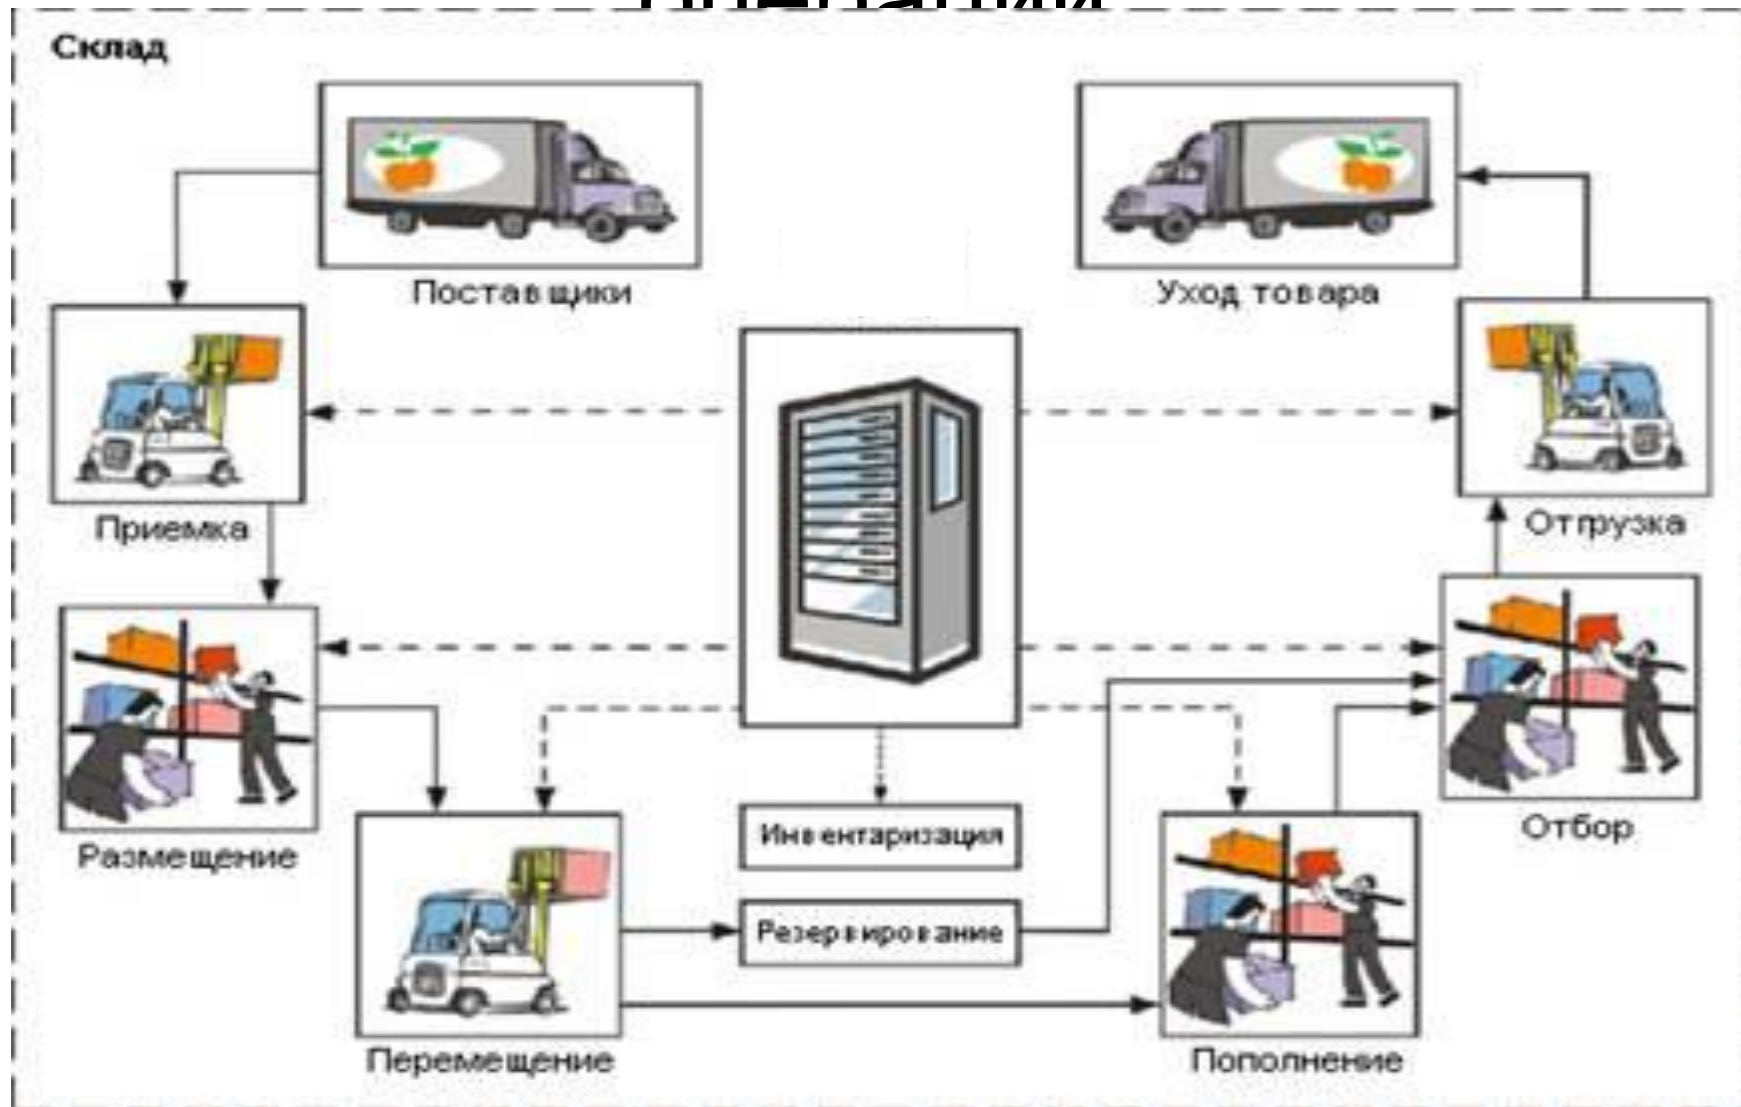 Склад
Поставщики
Уход товара
Приемка
Отгрузка
Размещение
Инвентаризация
Отбор
Резервирование
Перемещение
Пополнение